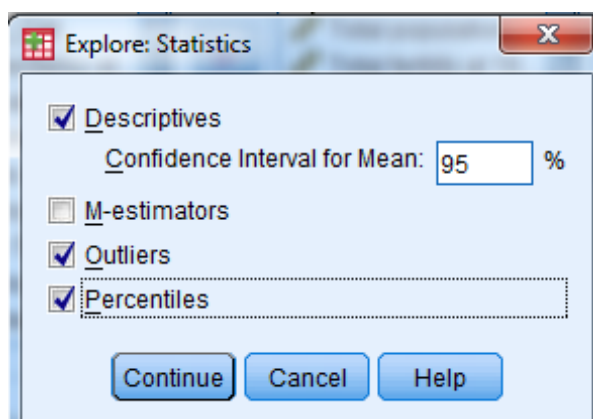 Explore: Statistics
Descriptives
Confidence Interval for Mean: 95 %
M-estimators
Outliers
Percentiles
Continue Cancel Help